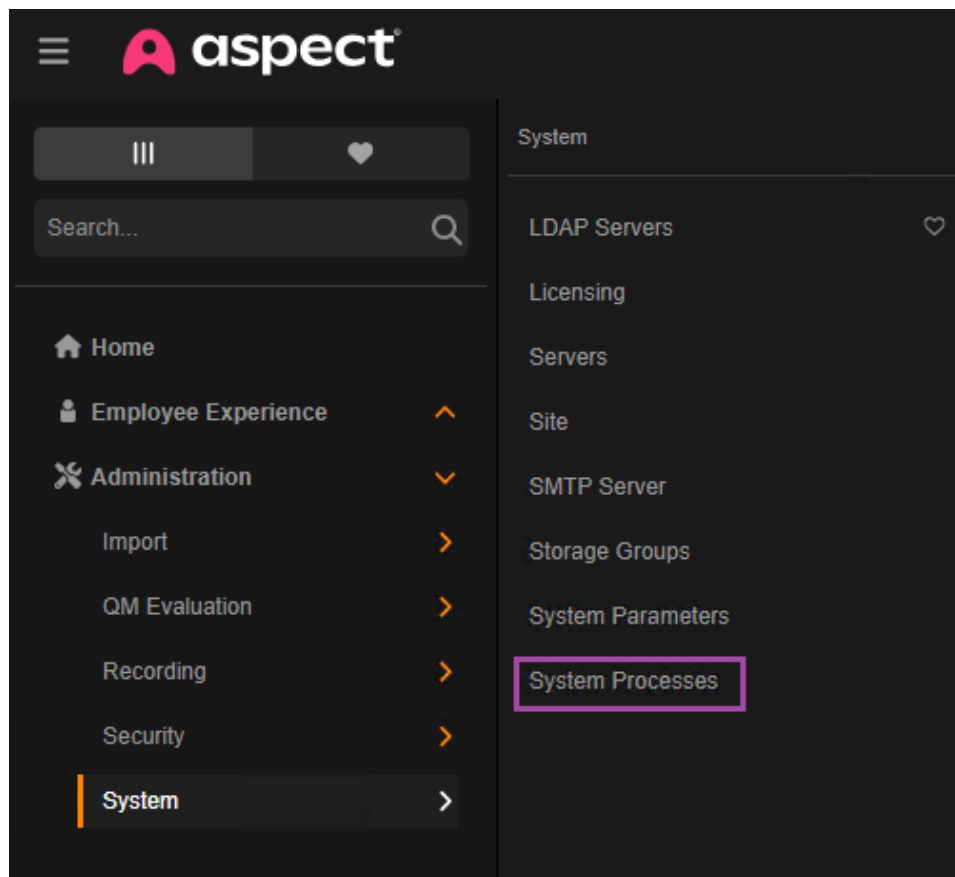 aspect
System
Search...
LDAP Servers
Licensing
Home
Servers
Employee Experience
Site
Administration
SMTP Server
Import
Storage Groups
QM Evaluation
System Parameters
Recording
System Processes
Security
System